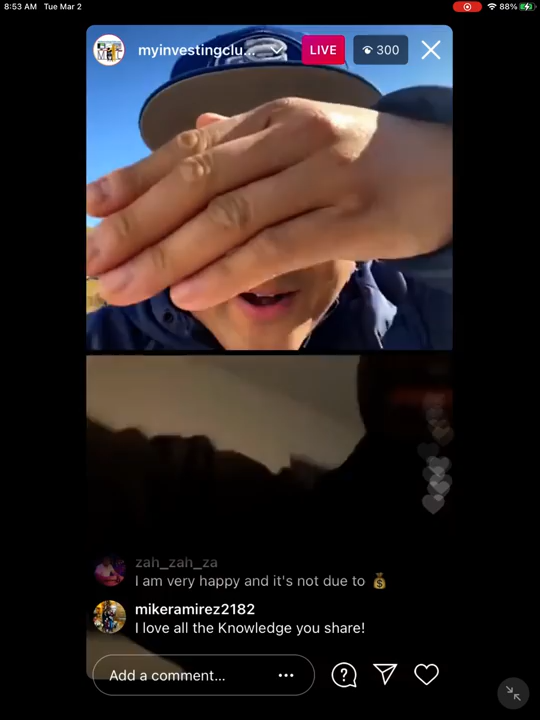 8:53 AM Tue Mar 2
88%
myinvestingclu...
LIVE
300
zah_zah_za
I am very happy and it's not due to 💰
mikeramirez2182
I love all the Knowledge you share!
Add a comment...